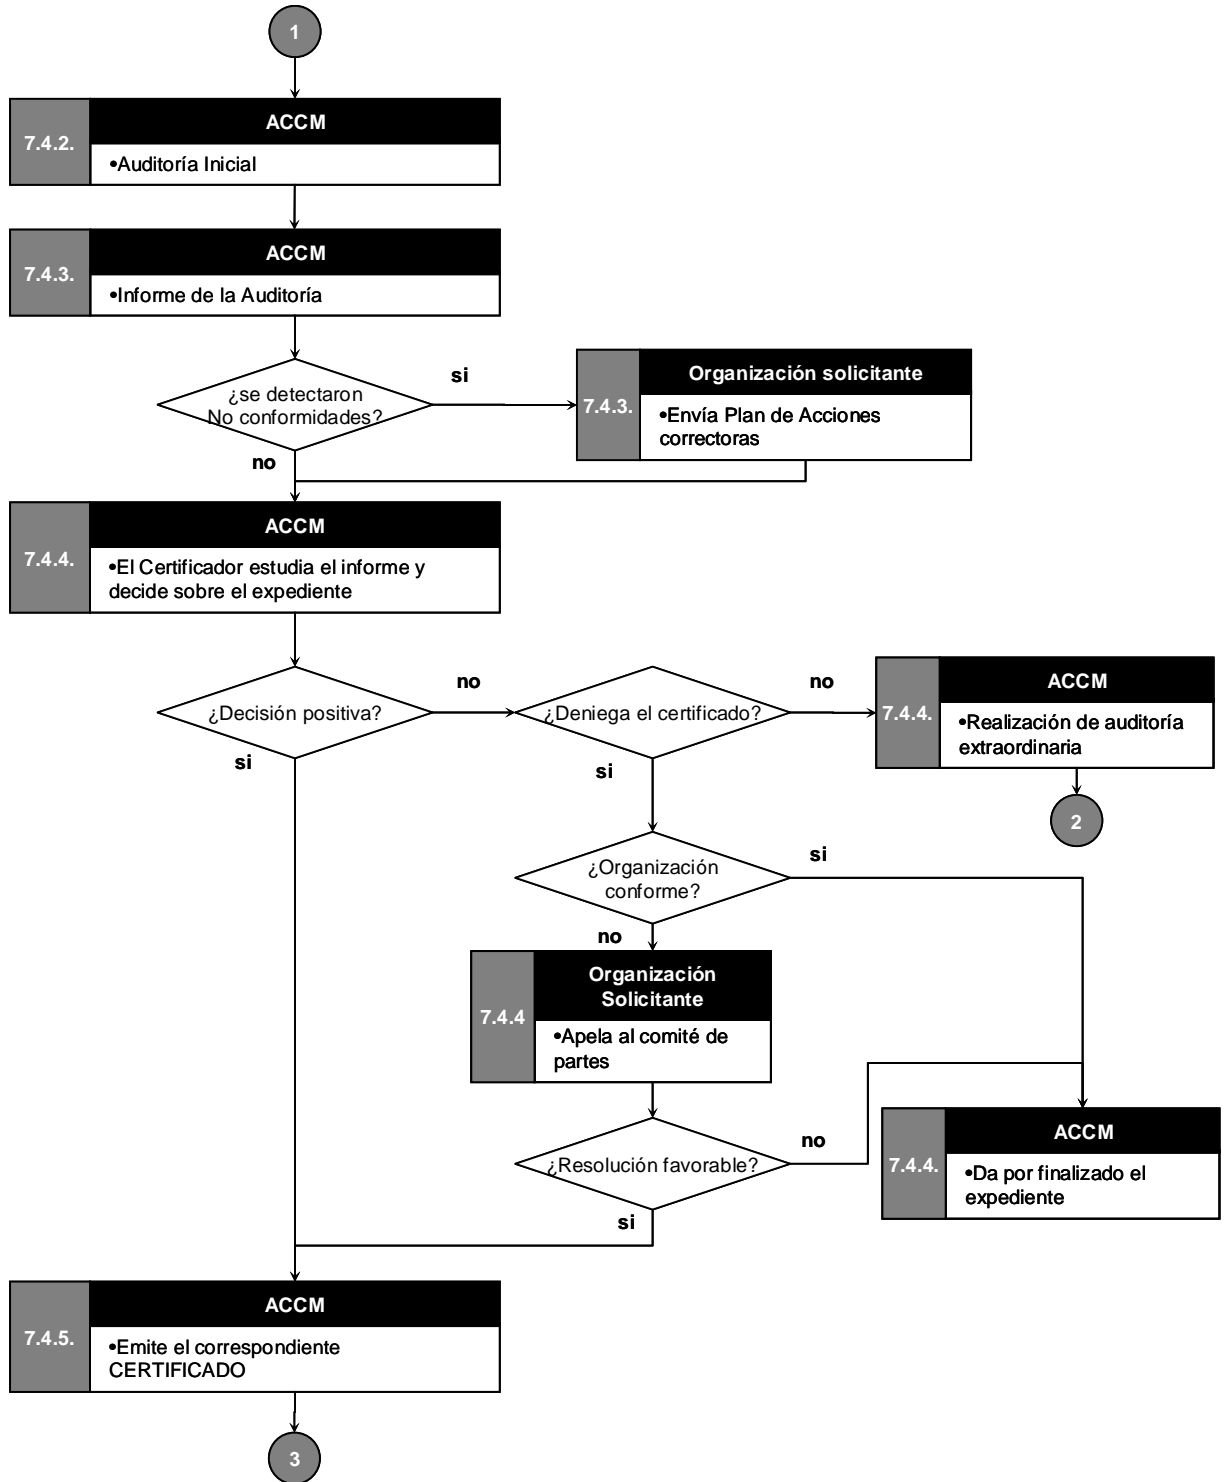 1
ACCM
7.4.2.
•Auditoría Inicial
ACCM
7.4.3.
•Informe de la Auditoría
¿se detectaron
No conformidades?
si
no
Organización solicitante
7.4.3.
•Envía Plan de Acciones
correctoras
ACCM
7.4.4.
•El Certificador estudia el informe y
decide sobre el expediente
¿Decisión positiva?
no
si
¿Deniega el certificado?
no
si
ACCM
7.4.4.
•Realización de auditoría
extraordinaria
2
¿Organización
conforme?
si
no
Organización
Solicitante
7.4.4
•Apela al comité de
partes
¿Resolución favorable?
no
si
ACCM
7.4.4.
•Da por finalizado el
expediente
ACCM
7.4.5.
•Emite el correspondiente
CERTIFICADO
3